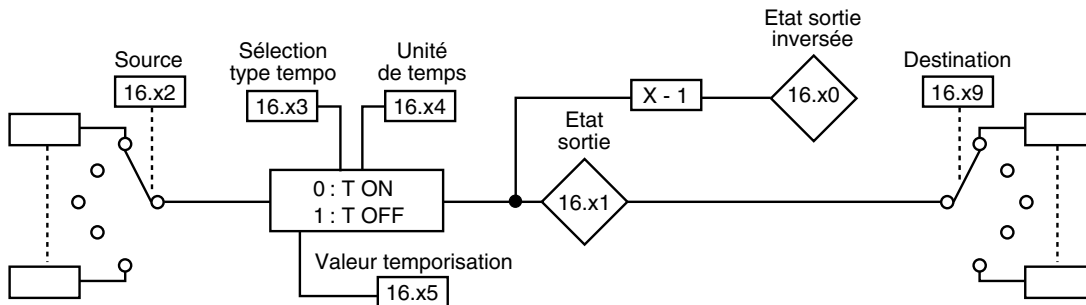 Etat sortie
inversée
16.x0
X - 1
Source
16.x2
Sélection
type tempo
16.x3
Unité
de temps
16.x4
Destination
16.x9
Etat
sortie
16.x1
0 : T ON
1 : T OFF
Valeur temporisation
16.x5